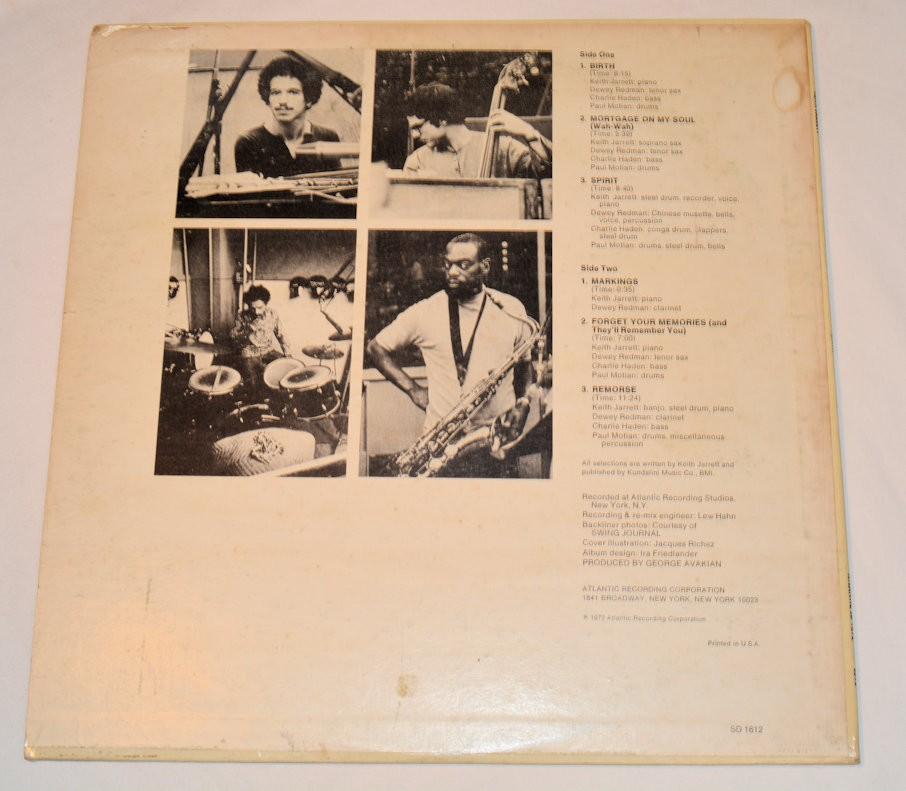 Side One
1. BIRTH
(Time: 6:15)
Keith Jarrett: piano
Dewey Redman: tenor sax
Charlie Haden: bass
Paul Motian: drums
2. MORTGAGE ON MY SOUL
(Wah-Wah)
(Time: 5:39)
Keith Jarrett: soprano sax
Dewey Redman: tenor sax
Charlie Haden: bass
Paul Motian: drums
3. SPIRIT
(Time: 8:40)
Keith Jarrett: steel drum, recorder, voice,
piano
Dewey Redman: Chinese musette, bells,
voice, percussion
Charlie Haden: conga drum, clappers,
steel drum
Paul Motian: drums, steel drum, bells
Side Two
1. MARKINGS
(Time: 0:35)
Keith Jarrett: piano
Dewey Redman: clarinet
2. FORGET YOUR MEMORIES (and
They'll Remember You)
(Time: 7:00)
Keith Jarrett: piano
Dewey Redman: tenor sax
Charlie Haden: bass
Paul Motian: drums
3. REMORSE
(Time: 11:24)
Keith Jarrett: banjo, steel drum, piano
Dewey Redman: clarinet
Charlie Haden: bass
Paul Motian: drums, miscellaneous
percussion
All selections are written by Keith Jarrett and
published by Kundalini Music Co., BMI.
Recorded at Atlantic Recording Studios,
New York, N.Y.
Recording & re-mix engineer: Lew Hahn
Backliner photos: Courtesy of
SWING JOURNAL
Cover illustration: Jacques Richez
Album design: Ira Friedlander
PRODUCED BY GEORGE AVAKIAN
ATLANTIC RECORDING CORPORATION
1841 BROADWAY, NEW YORK, NEW YORK 10023
℗ 1972 Atlantic Recording Corporation
Printed in U.S.A.
SD 1612